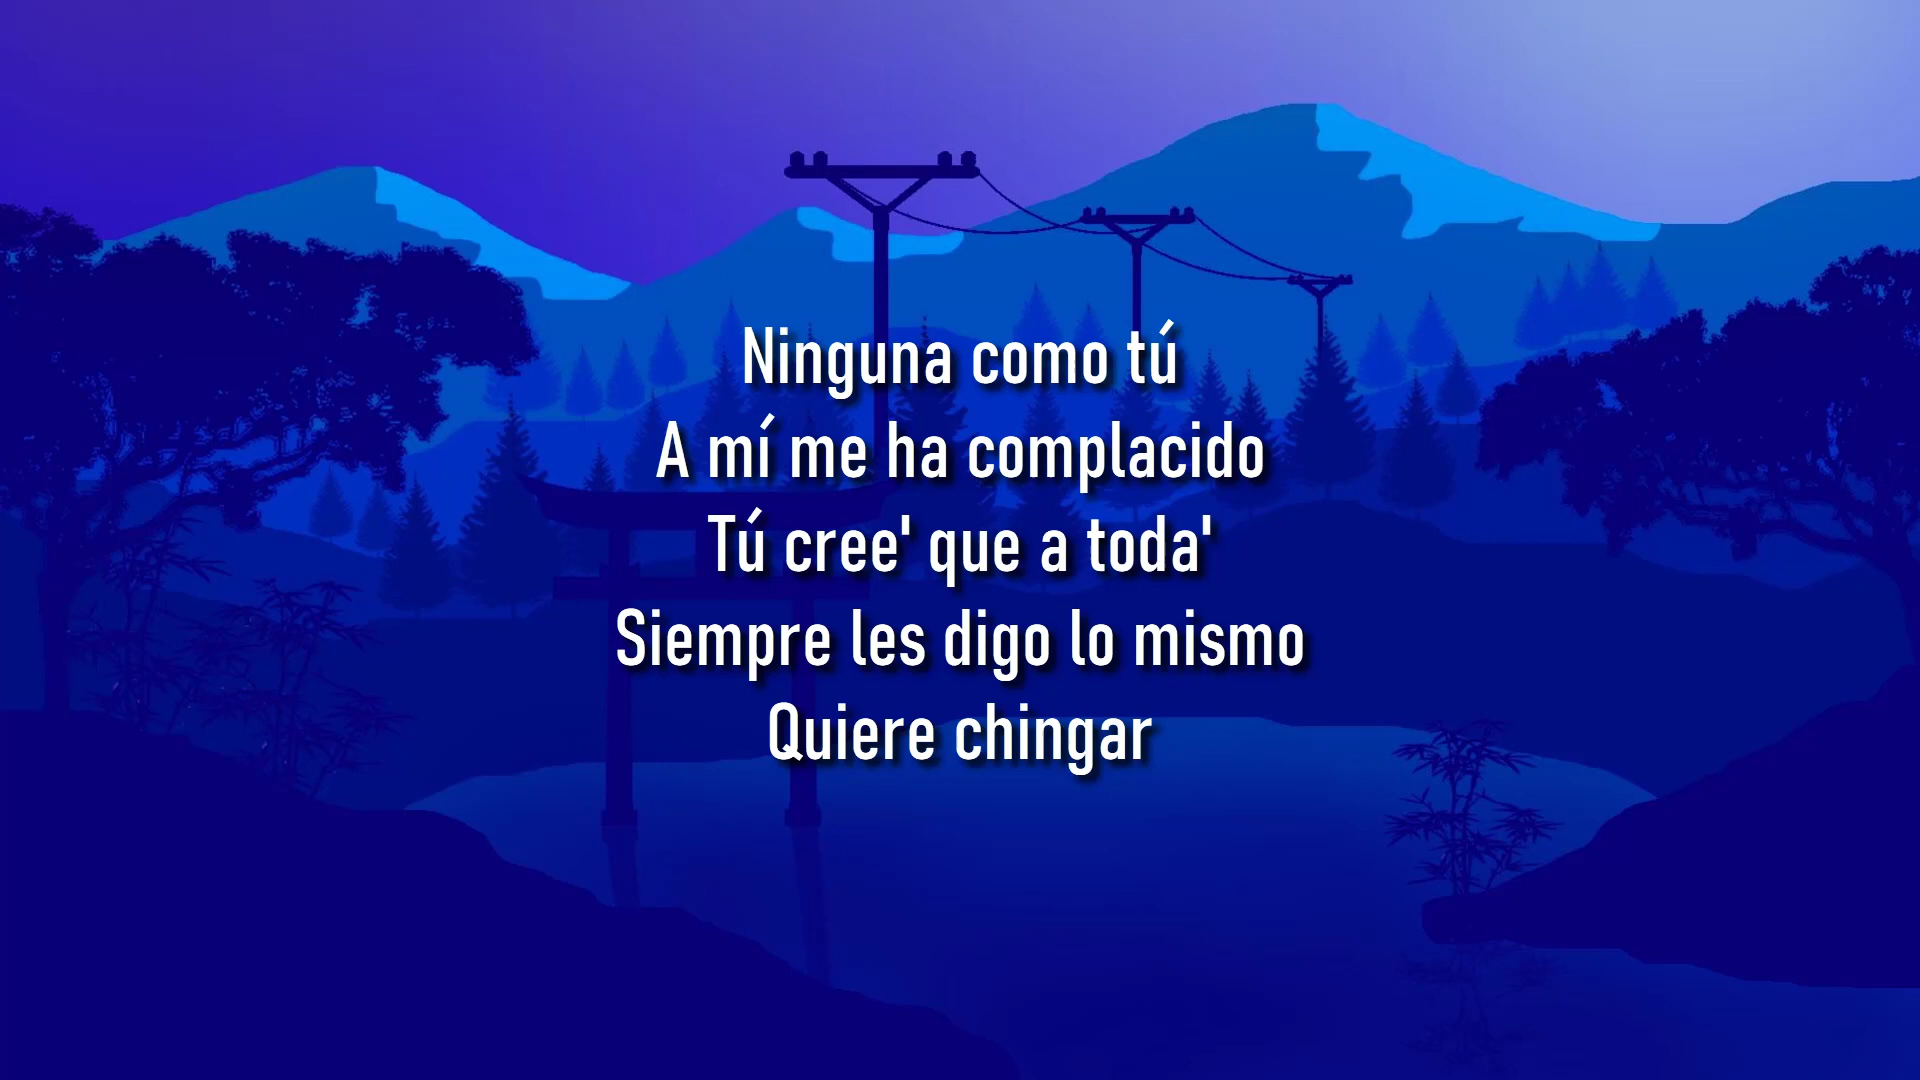 Ninguna como tú
A mí me ha complacido
Tú cree' que a toda'
Siempre les digo lo mismo
Quiere chingar